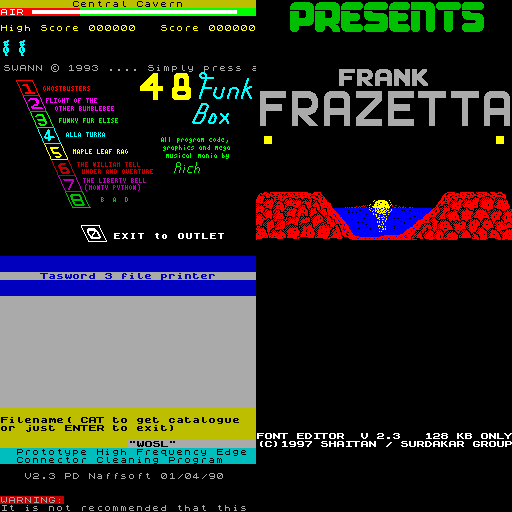 Central Cavern
AIR
High Score 000000   Score 000000
SWANN © 1993 .... Simply press a
48 Funk Box
1 GHOSTBUSTERS
2 FLIGHT OF THE
OTHER BUMBLEBEE
3 FUNKY FUR ELISE
4 ALLA TURKA
5 MAPLE LEAF RAG
6 THE WILLIAM TELL
UNDER AND OVERTURE
7 THE LIBERTY BELL
(MONTY PYTHON)
8 B A D
All program code,
graphics and mega
musical mania by
Rich
0 EXIT to OUTLET
PRESENTS
FRANK
FRAZETTA
FONT EDITOR  V 2.3   128 KB ONLY
(C)1997 SHAITAN / SURDAKAR GROUP
Tasword 3 file printer
Filename( CAT to get catalogue
or just ENTER to exit)
"WOSL"
Prototype High Frequency Edge
Connector Cleaning Program
V2.3 PD Naffsoft 01/04/90
WARNING:
It is not recommended that this